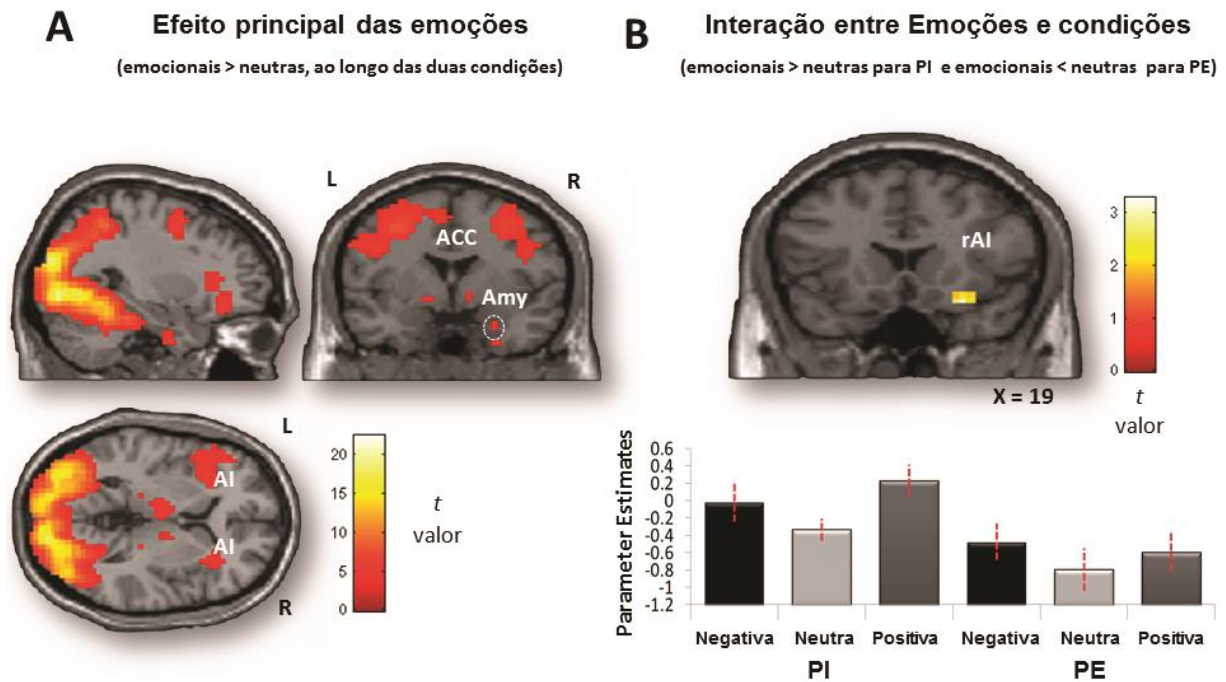 A
Efeito principal das emoções
(emocionais > neutras, ao longo das duas condições)
L
R
ACC
Amy
L
AI
AI
R
20
15
10
5
0
t
valor
B
Interação entre Emoções e condições
(emocionais > neutras para PI e emocionais < neutras para PE)
rAI
X = 19
3
2
1
0
t
valor
Parameter Estimates
0.6
0.4
0.2
0
-0.2
-0.4
-0.6
-0.8
-1
-1.2
Negativa Neutra Positiva Negativa Neutra Positiva
PI PE